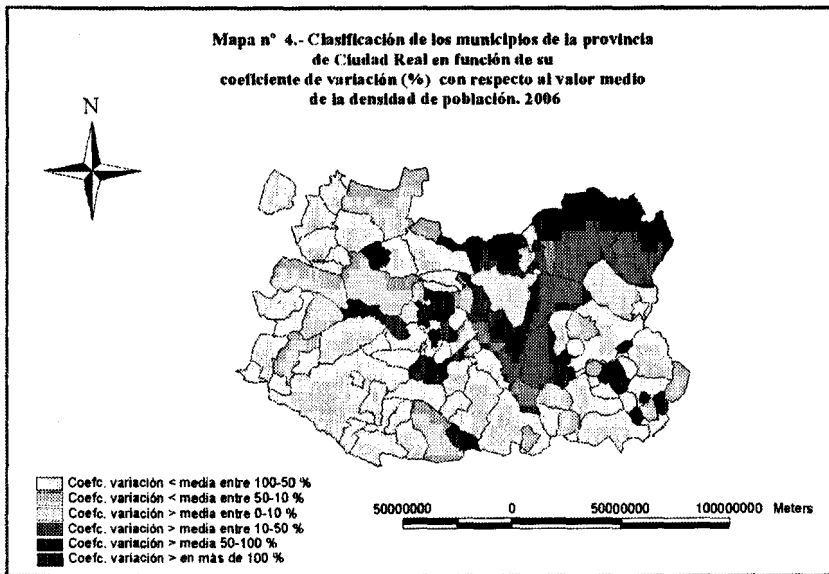 Mapa nº 4.- Clasificación de los municipios de la provincia
de Ciudad Real en función de su
coeficiente de variación (%) con respecto al valor medio
de la densidad de población. 2006
N
Coefc. variación < media entre 100-50 %
Coefc. variación < media entre 50-10 %
Coefc. variación > media entre 0-10 %
Coefc. variación > media entre 10-50 %
Coefc. variación > media 50-100 %
Coefc. variación > en más de 100 %
50000000 0 50000000 100000000 Meters